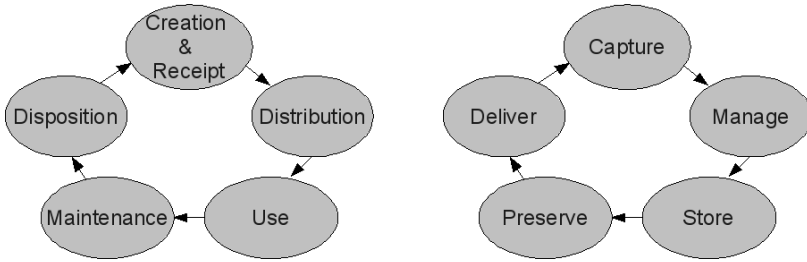 Creation
&
Receipt
Distribution
Use
Maintenance
Disposition
Capture
Manage
Store
Preserve
Deliver